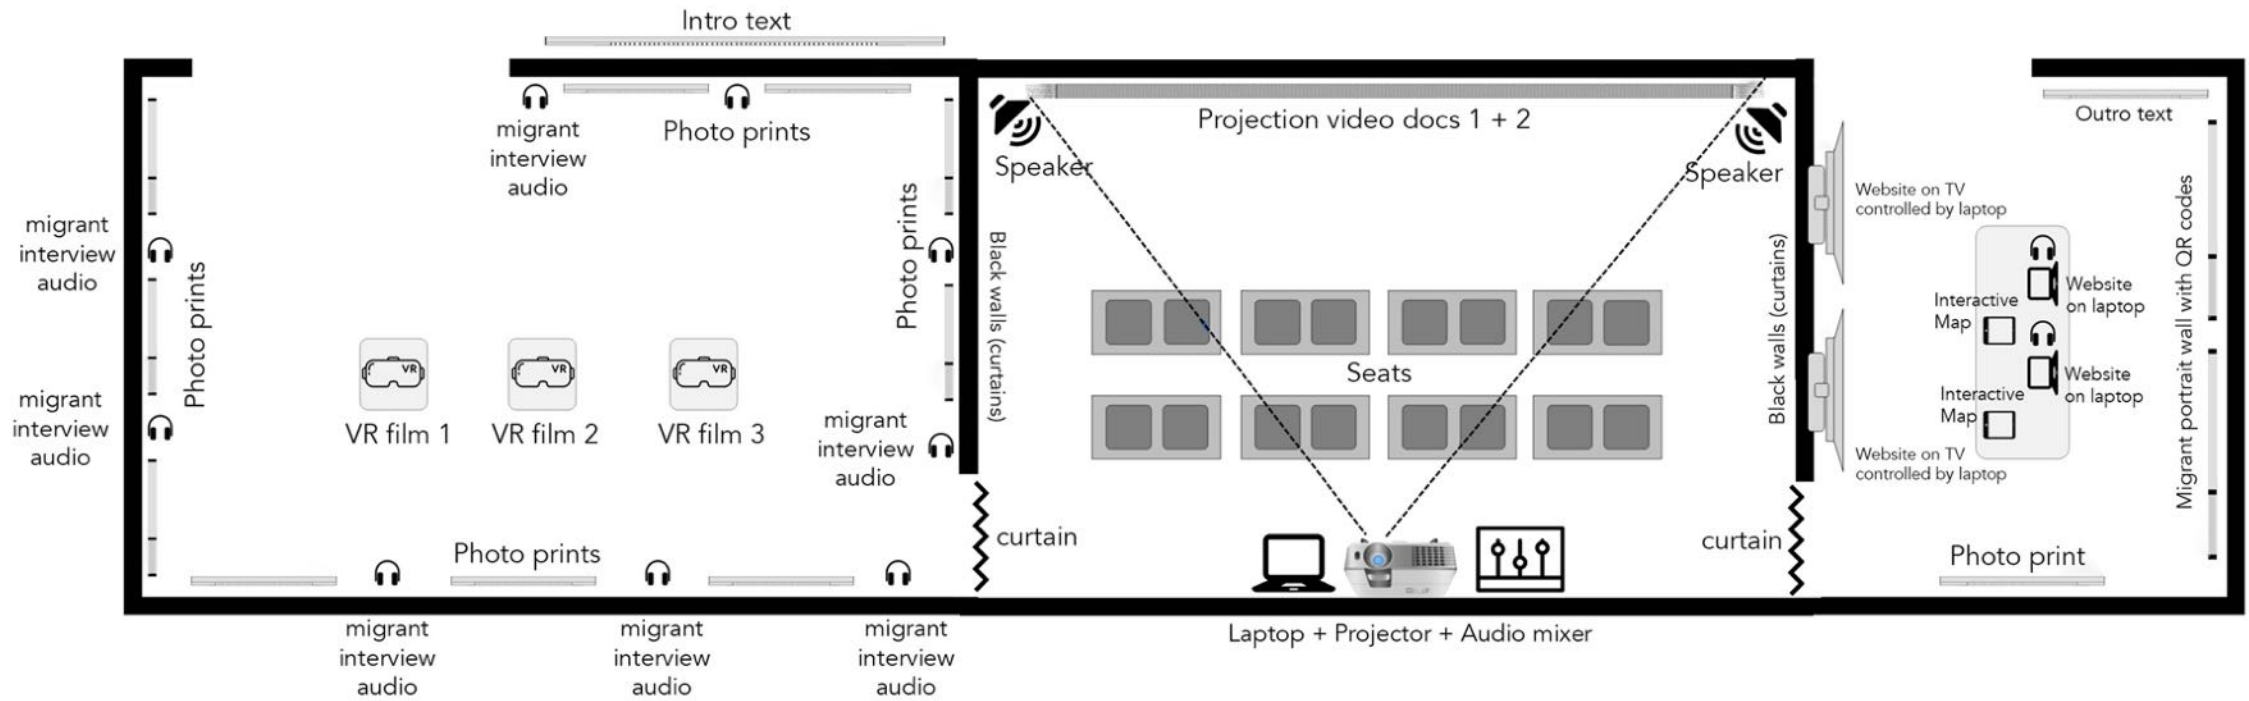 Intro text
migrant
interview
audio
Photo prints
migrant
interview
audio
Photo prints
migrant
interview
audio
VR
VR film 1
VR
VR film 2
VR
VR film 3
Photo prints
migrant
interview
audio
Photo prints
migrant
interview
audio
migrant
interview
audio
migrant
interview
audio
Projection video docs 1 + 2
Speaker
Speaker
Black walls (curtains)
Seats
Black walls (curtains)
curtain
curtain
Laptop + Projector + Audio mixer
Outro text
Website on TV
controlled by laptop
Interactive
Map
Website
on laptop
Interactive
Map
Website
on laptop
Website on TV
controlled by laptop
Migrant portrait wall with QR codes
Photo print